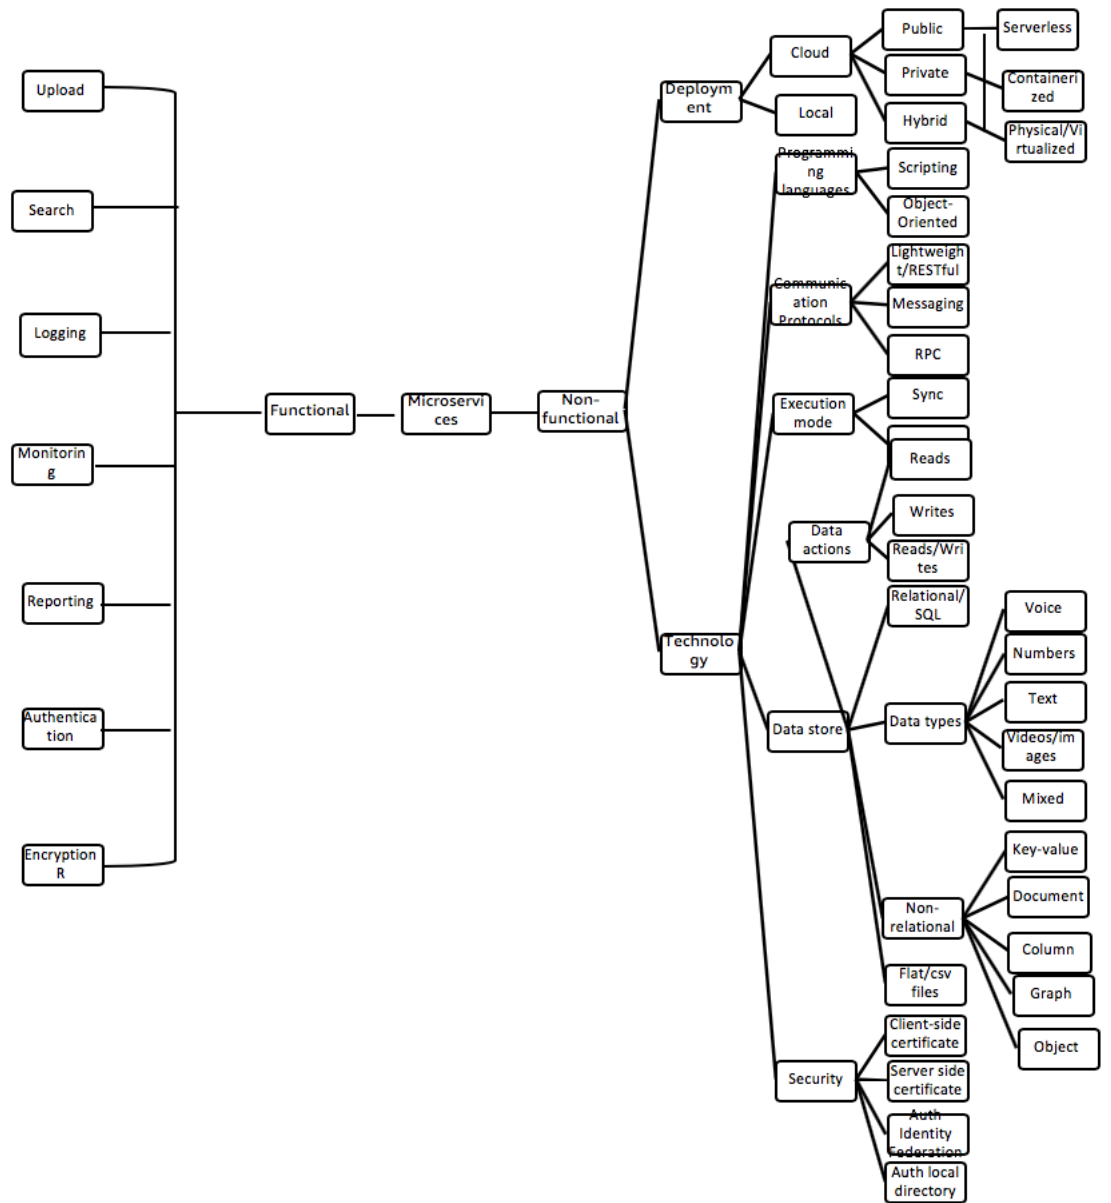 Upload
Search
Logging
Monitorin
g
Reporting
Authentica
tion
Encryption
R
Functional
Microservi
ces
Non-
functional
Deploym
ent
Technolo
gy
Cloud
Local
Public
Private
Hybrid
Serverless
Containeri
zed
Physical/Vi
rtualized
Programmi
ng
languages
Scripting
Object-
Oriented
Communic
ation
Protocols
Lightweigh
t/RESTful
Messaging
RPC
Execution
mode
Sync
Data
actions
Reads
Writes
Reads/Wri
tes
Data store
Relational/
SQL
Data types
Voice
Numbers
Text
Videos/im
ages
Mixed
Non-
relational
Key-value
Document
Column
Graph
Object
Flat/csv
files
Security
Client-side
certificate
Server side
certificate
Auth
Identity
Federation
Auth local
directory